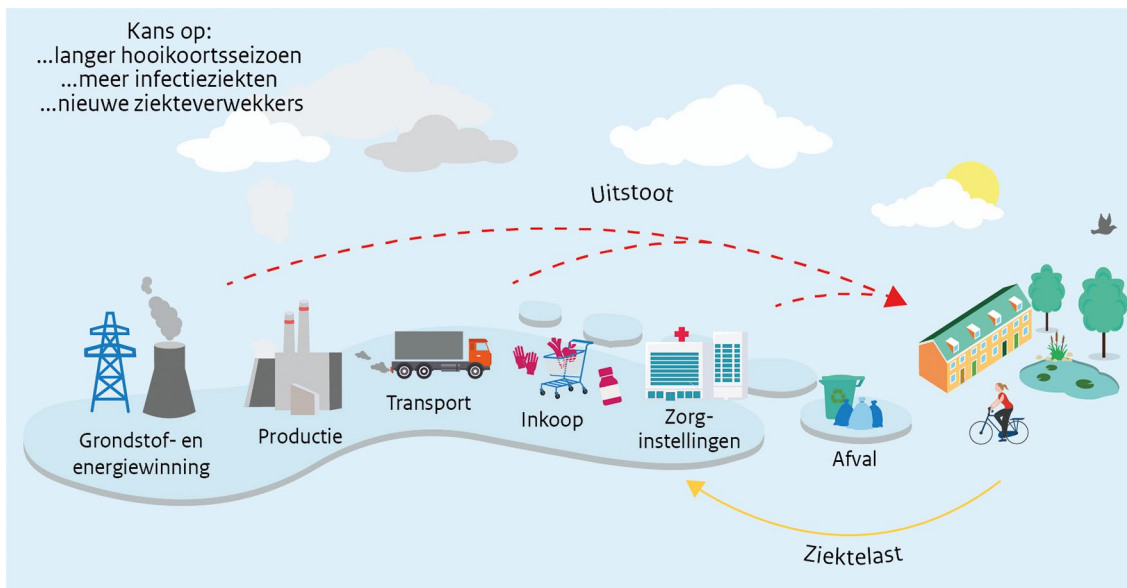 Kans op:
...langer hooikoortsseizoen
...meer infectieziekten
...nieuwe ziekteverwekkers
Uitstoot
Grondstof- en
energiewinning
Productie
Transport
Inkoop
Zorg-
instellingen
Afval
Ziektelast